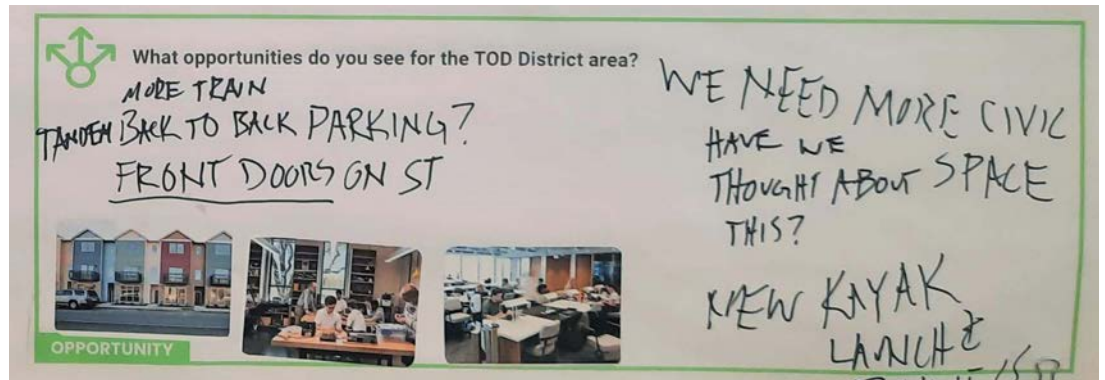 What opportunities do you see for the TOD District area?
MORE TRAIN
TANDEM BACK TO BACK PARKING?
FRONT DOORS ON ST
WE NEED MORE CIVIC
SPACE
HAVE WE
THOUGHT ABOUT
THIS?
NEW KAYAK
LAUNCH &
OPPORTUNITY